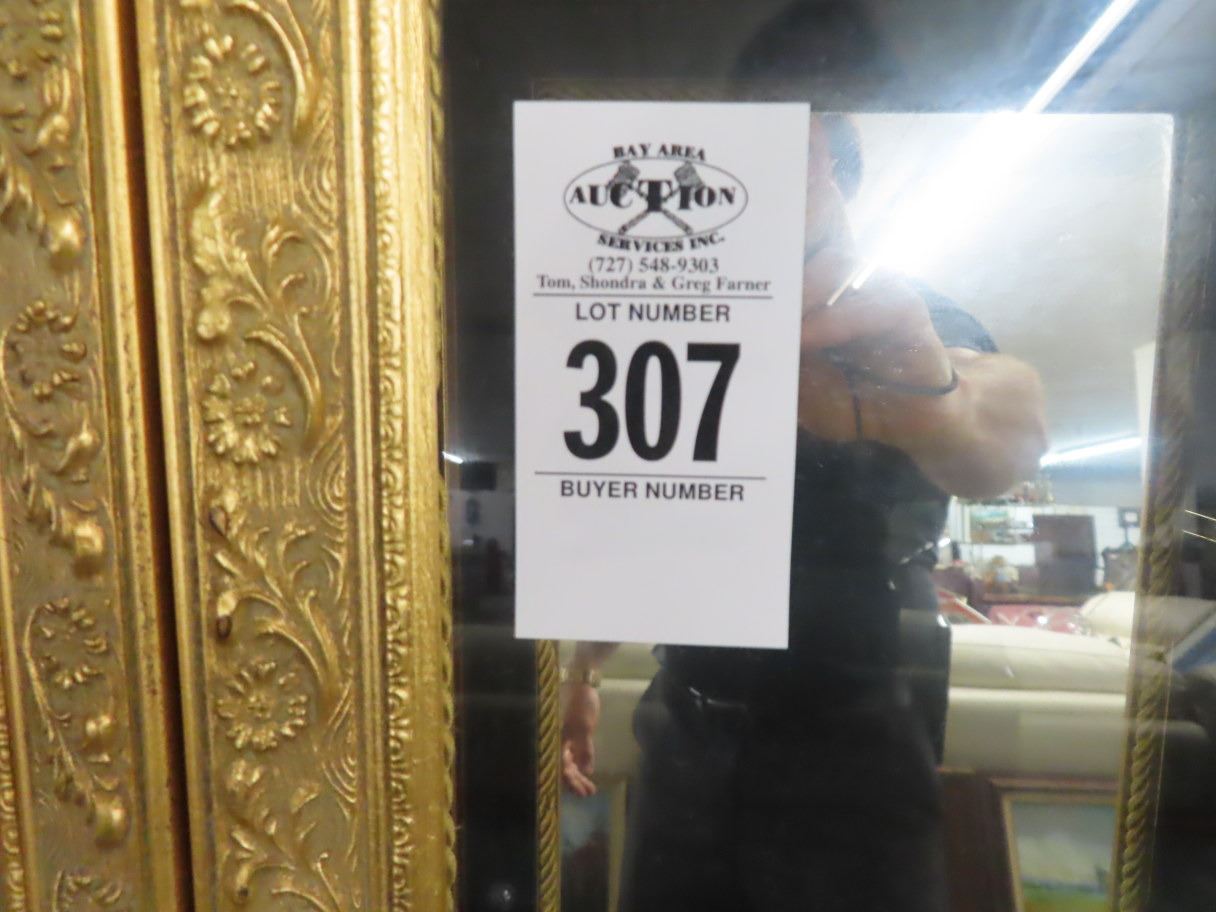 BAY AREA
AUCTION
SERVICES INC.
(727) 548-9303
Tom, Shondra & Greg Farner
LOT NUMBER
307
BUYER NUMBER